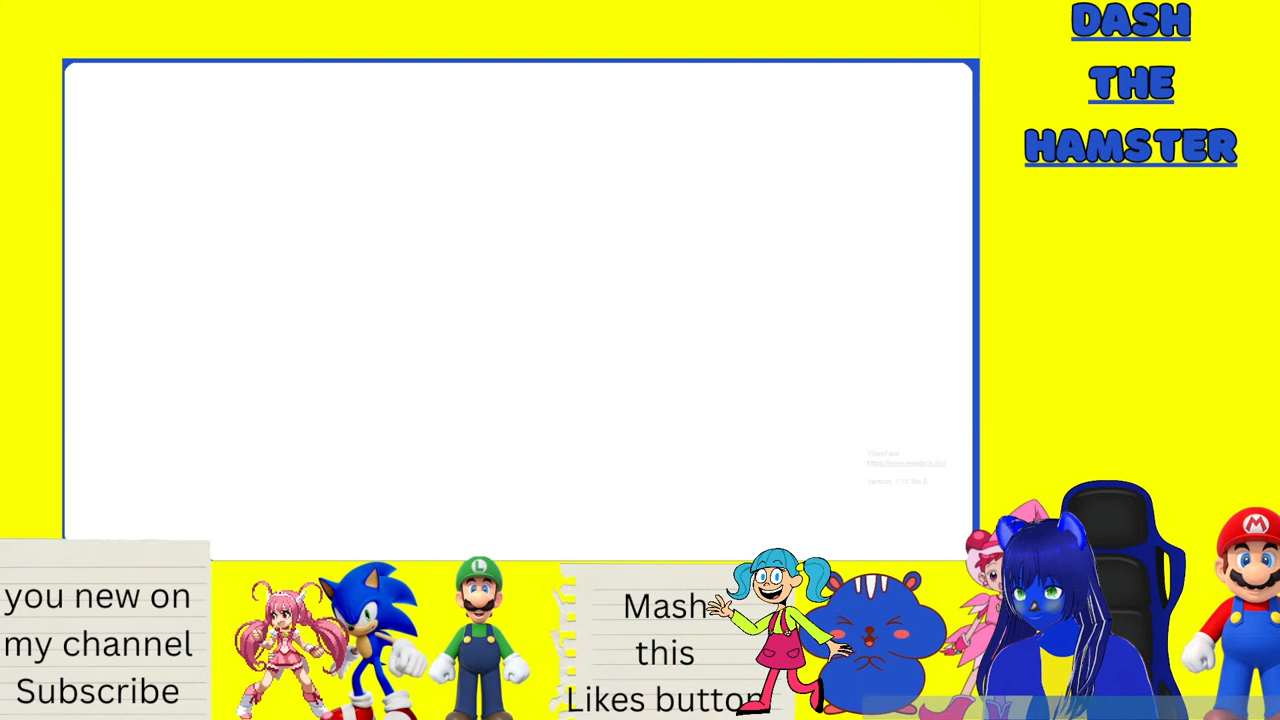 DASH
THE
HAMSTER
you new on
my channel
Subscribe
Mash
this
Likes button